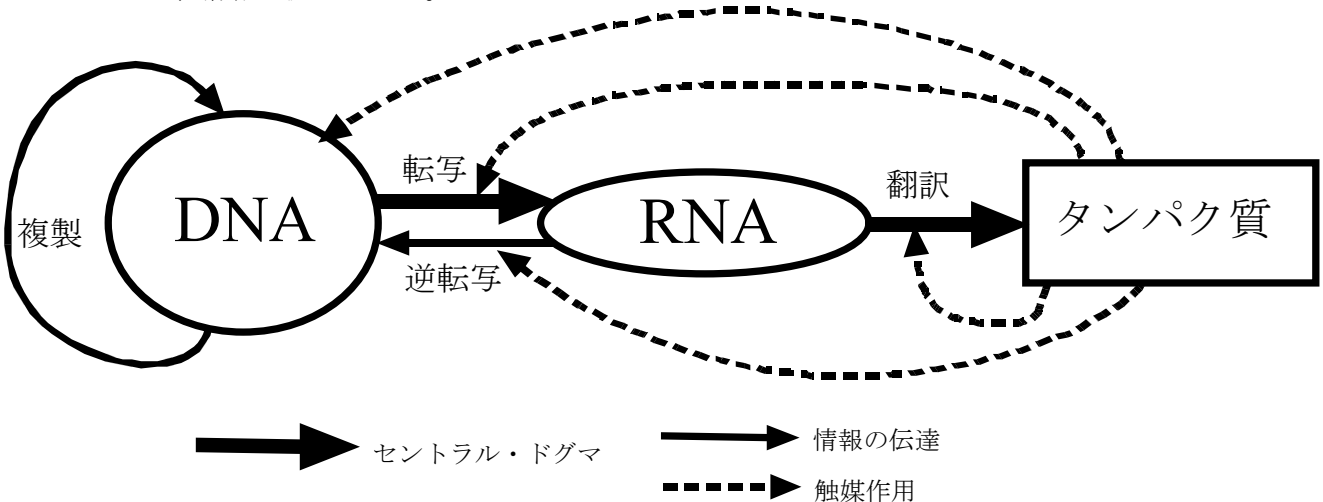 転写
翻訳
複製
DNA
RNA
タンパク質
逆転写
セントラル・ドグマ
情報の伝達
触媒作用